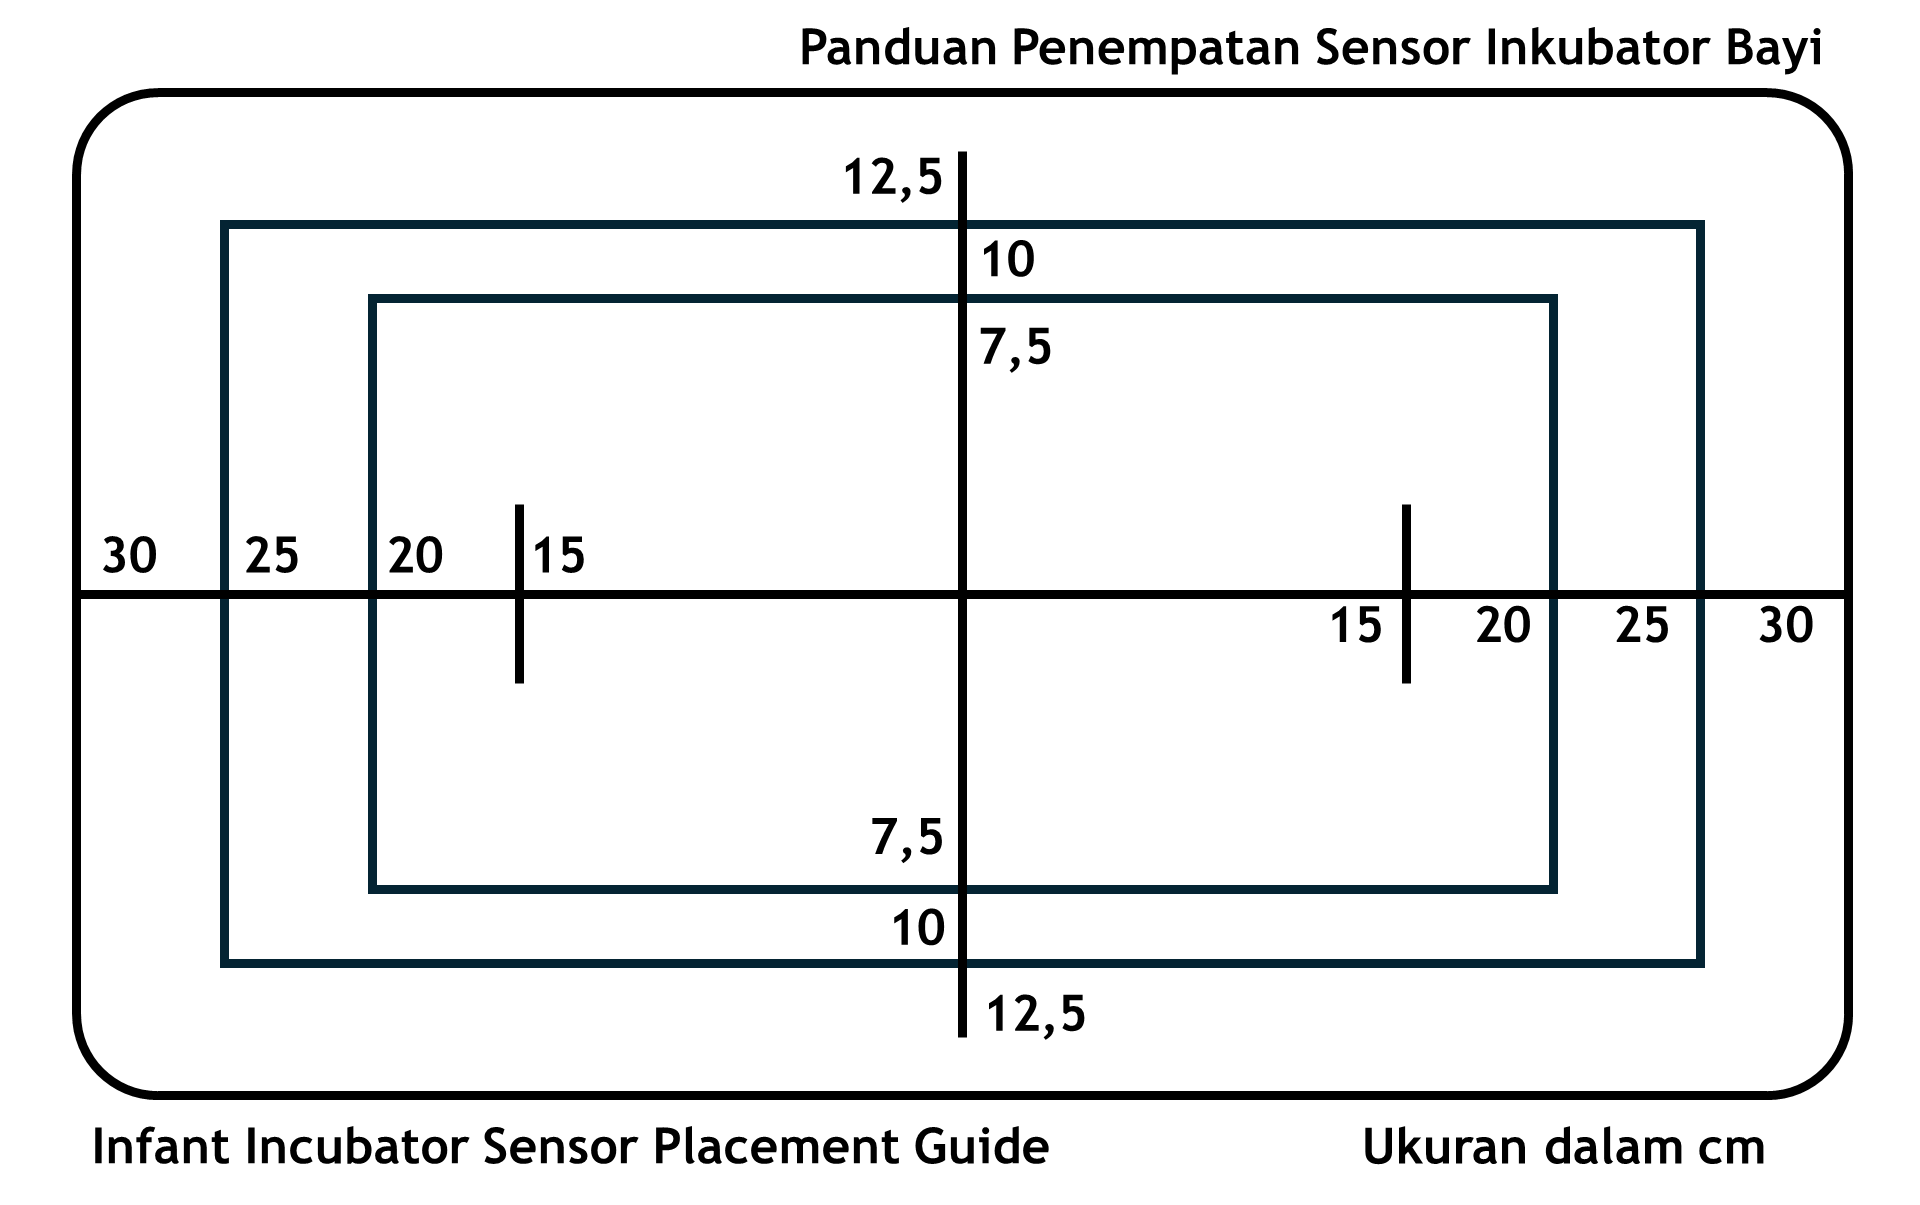 Panduan Penempatan Sensor Inkubator Bayi
12,5
10
7,5
30 25 20 15
15 20 25 30
7,5
10
12,5
Infant Incubator Sensor Placement Guide
Ukuran dalam cm